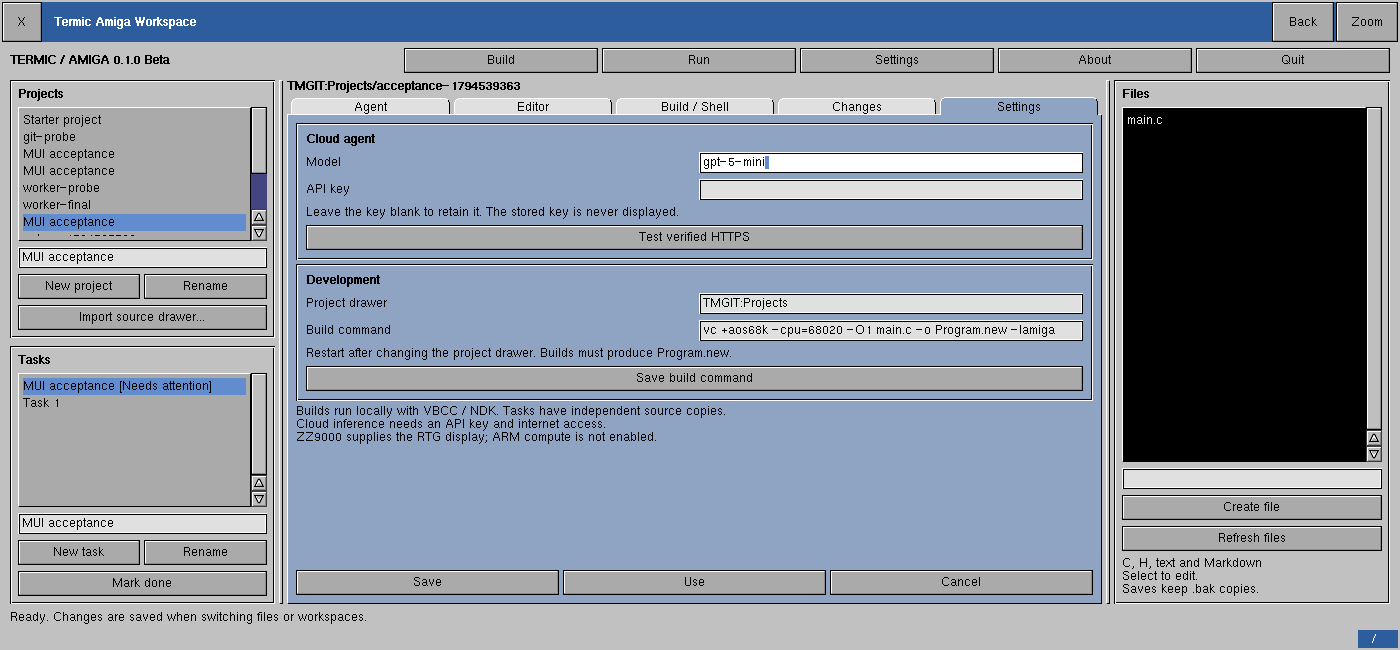 X
Termic Amiga Workspace
Back
Zoom
TERMIC / AMIGA 0.1.0 Beta
Build
Run
Settings
About
Quit
Projects
Starter project
git-probe
MUI acceptance
MUI acceptance
worker-probe
worker-final
MUI acceptance
MUI acceptance
New project
Rename
Import source drawer...
Tasks
MUI acceptance [Needs attention]
Task 1
MUI acceptance
New task
Rename
Mark done
TMGIT:Projects/acceptance-1794539363
Agent
Editor
Build / Shell
Changes
Settings
Cloud agent
Model
gpt-5-mini
API key
Leave the key blank to retain it. The stored key is never displayed.
Test verified HTTPS
Development
Project drawer
TMGIT:Projects
Build command
vc +aos68k -cpu=68020 -O1 main.c -o Program.new -lamiga
Restart after changing the project drawer. Builds must produce Program.new.
Save build command
Builds run locally with VBCC / NDK. Tasks have independent source copies.
Cloud inference needs an API key and internet access.
ZZ9000 supplies the RTG display; ARM compute is not enabled.
Save
Use
Cancel
Files
main.c
Create file
Refresh files
C, H, text and Markdown
Select to edit.
Saves keep .bak copies.
Ready. Changes are saved when switching files or workspaces.
/